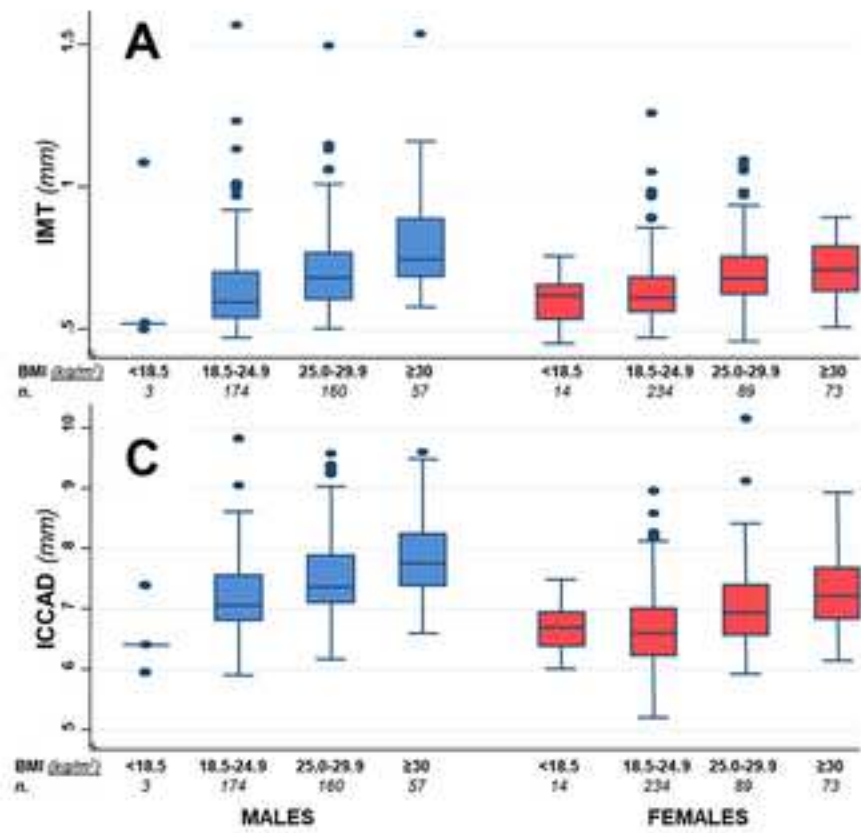 A
IMT (mm)
1.5
1
.5
BMI (kg/m²) <18.5 18.5-24.9 25.0-29.9 ≥30 <18.5 18.5-24.9 25.0-29.9 ≥30
n. 3 174 160 57 14 234 89 73
C
ICCAD (mm)
10
9
8
7
6
5
BMI (kg/m²) <18.5 18.5-24.9 25.0-29.9 ≥30 <18.5 18.5-24.9 25.0-29.9 ≥30
n. 3 174 160 57 14 234 89 73
MALES FEMALES